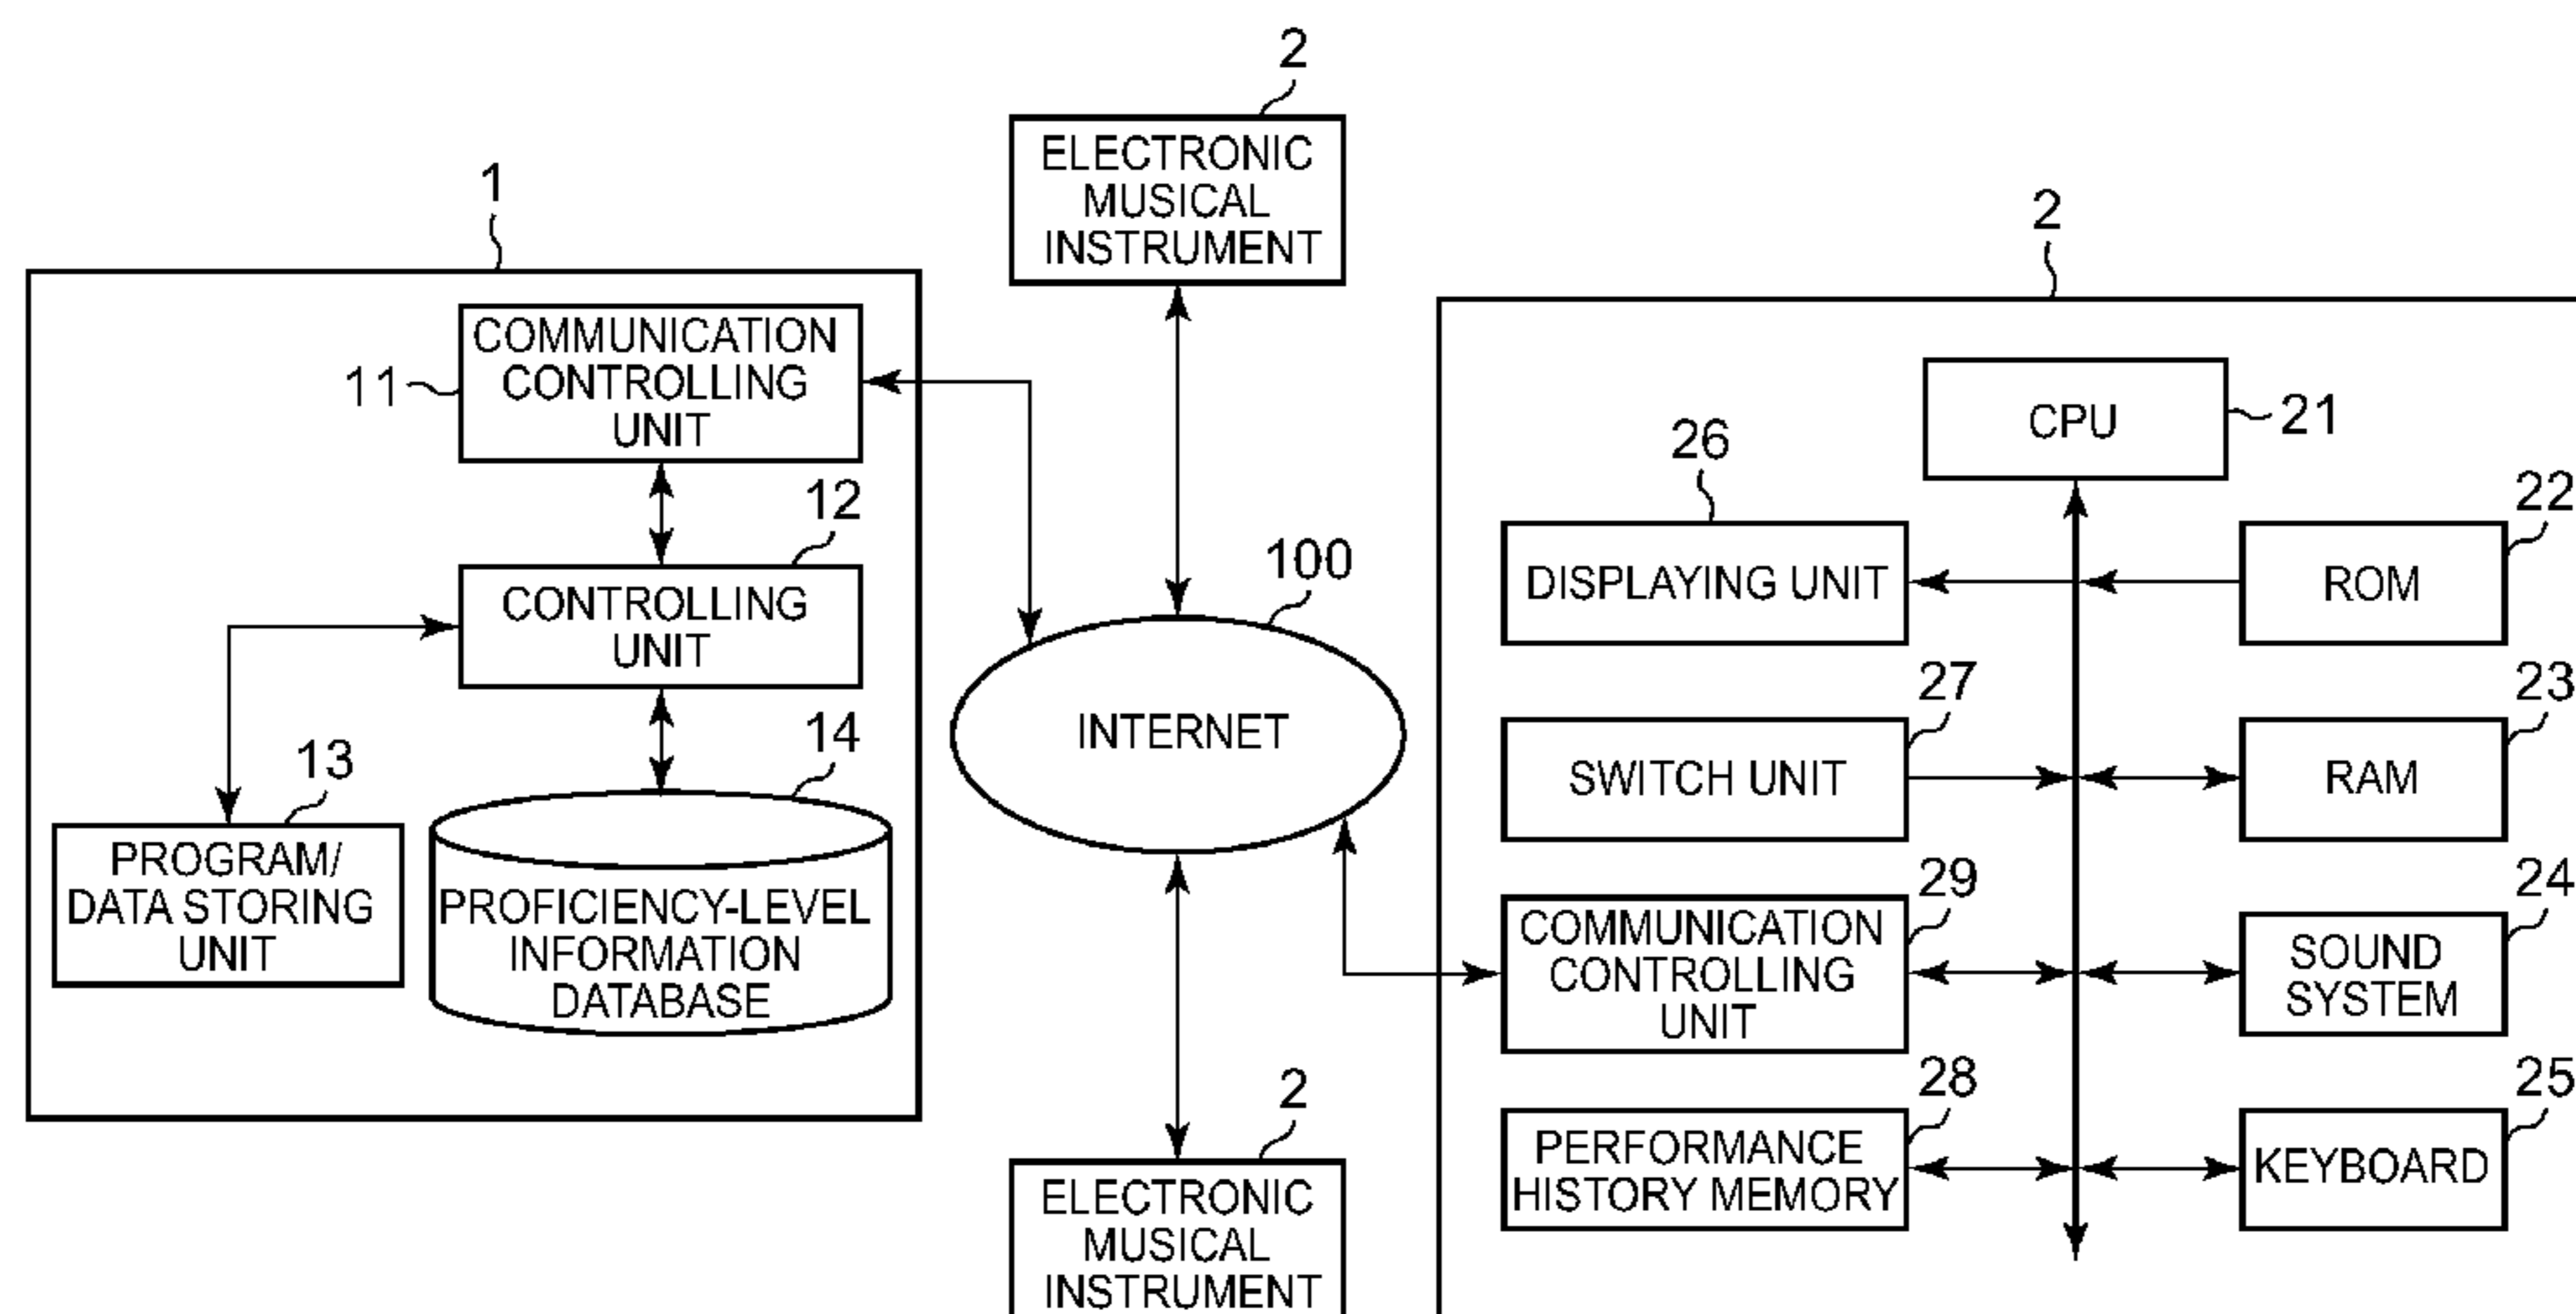 2
ELECTRONIC
MUSICAL
INSTRUMENT
1
COMMUNICATION
CONTROLLING
UNIT
11
12
CONTROLLING
UNIT
13
PROGRAM/
DATA STORING
UNIT
14
PROFICIENCY-LEVEL
INFORMATION
DATABASE
100
INTERNET
2
ELECTRONIC
MUSICAL
INSTRUMENT
2
CPU
21
26
DISPLAYING UNIT
22
ROM
27
SWITCH UNIT
23
RAM
29
COMMUNICATION
CONTROLLING
UNIT
24
SOUND
SYSTEM
28
PERFORMANCE
HISTORY MEMORY
25
KEYBOARD